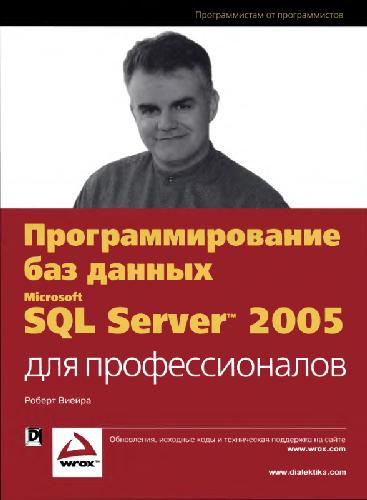 Программистам от программистов
Программирование
баз данных
Microsoft
SQL Server™ 2005
для профессионалов
Роберт Виейра
Обновления, исходные коды и техническая поддержка на сайте
www.wrox.com
wrox™
www.dialektika.com